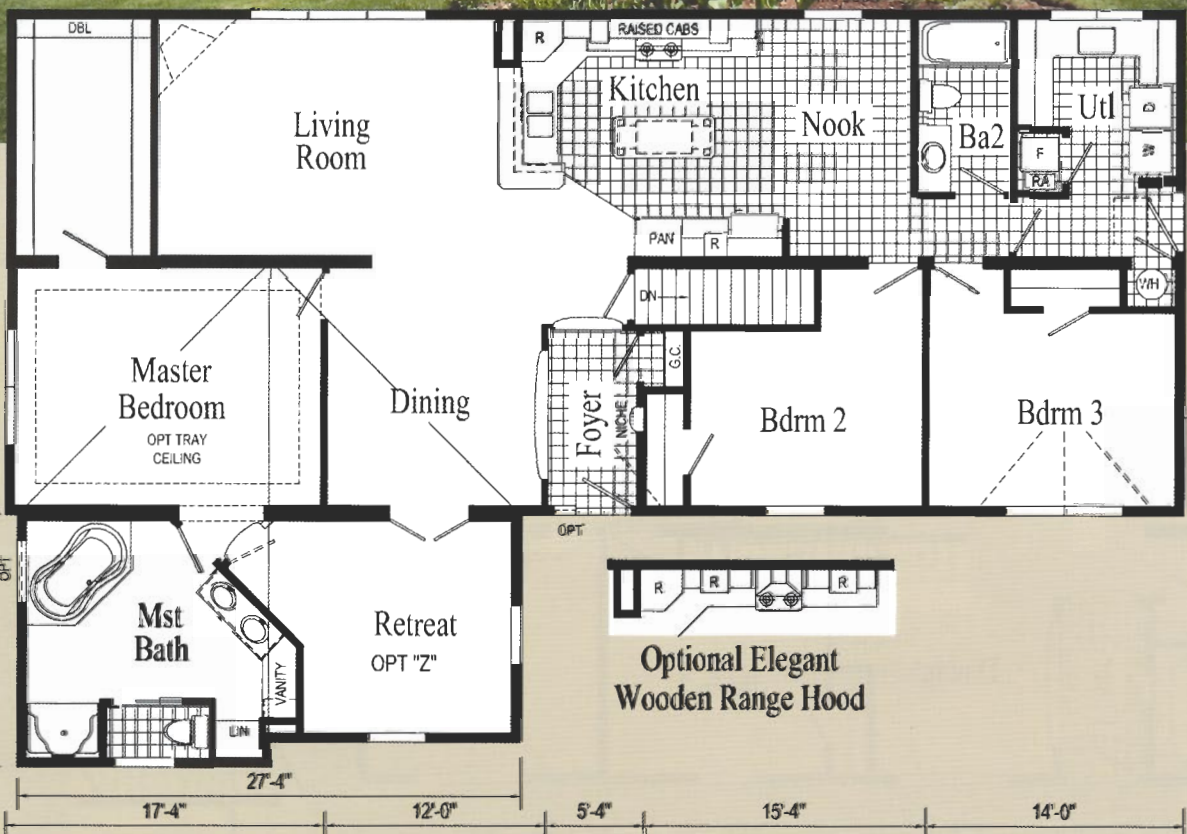 DBL
Living
Room
R
RAISED CABS
Kitchen
Nook
Ba2
Utl
F
RA
PAN
R
DN
WH
Master
Bedroom
OPT TRAY
CEILING
Dining
Foyer
NICHE
G.C.
Bdrm 2
Bdrm 3
OPT
OPT
Mst
Bath
VANITY
LIN
Retreat
OPT "Z"
R
R
R
Optional Elegant
Wooden Range Hood
27'-4"
17'-4"
12'-0"
5'-4"
15'-4"
14'-0"